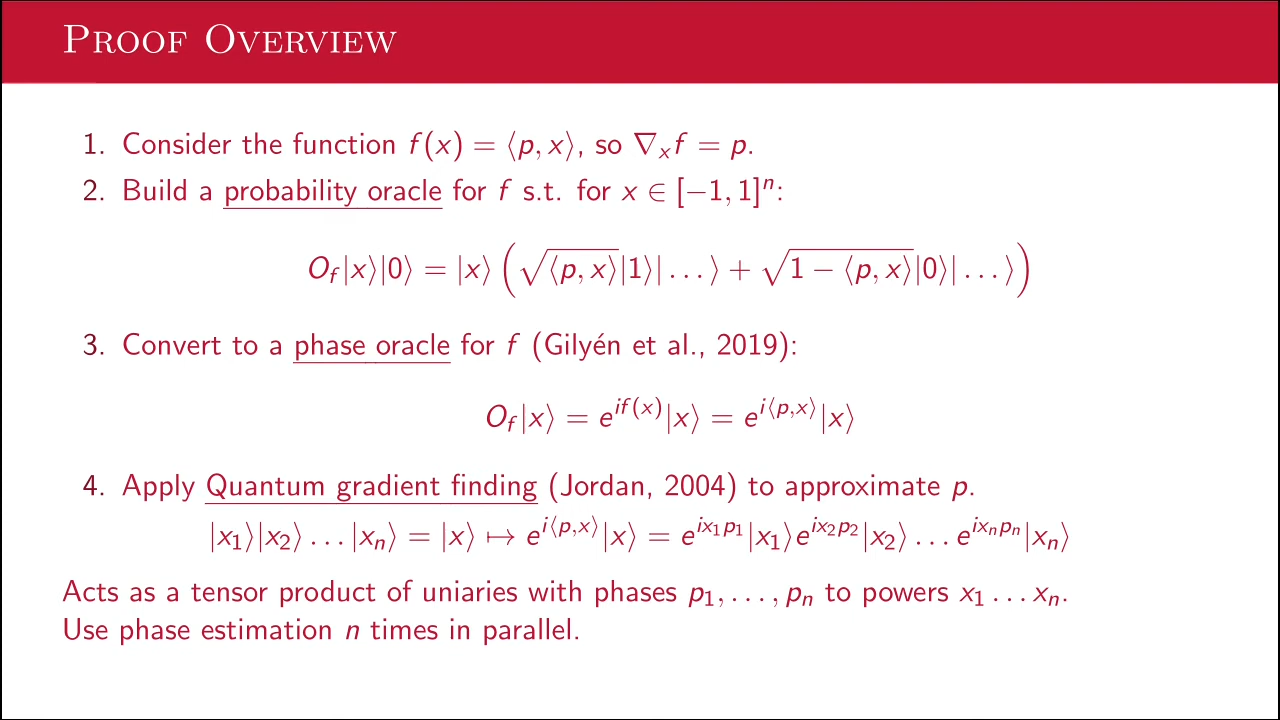 Proof Overview
1. Consider the function f(x) = ⟨p, x⟩, so ∇ₓf = p.
2. Build a probability oracle for f s.t. for x ∈ [−1, 1]ⁿ:
O_f|x⟩|0⟩ = |x⟩ (√⟨p, x⟩|1⟩| . . . ⟩ + √1 − ⟨p, x⟩|0⟩| . . . ⟩)
3. Convert to a phase oracle for f (Gilyén et al., 2019):
O_f|x⟩ = e^{if(x)}|x⟩ = e^{i⟨p,x⟩}|x⟩
4. Apply Quantum gradient finding (Jordan, 2004) to approximate p.
|x₁⟩|x₂⟩ . . . |xₙ⟩ = |x⟩ ↦ e^{i⟨p,x⟩}|x⟩ = e^{ix₁p₁}|x₁⟩e^{ix₂p₂}|x₂⟩ . . . e^{ixₙpₙ}|xₙ⟩
Acts as a tensor product of uniaries with phases p₁, . . . , pₙ to powers x₁ . . . xₙ.
Use phase estimation n times in parallel.